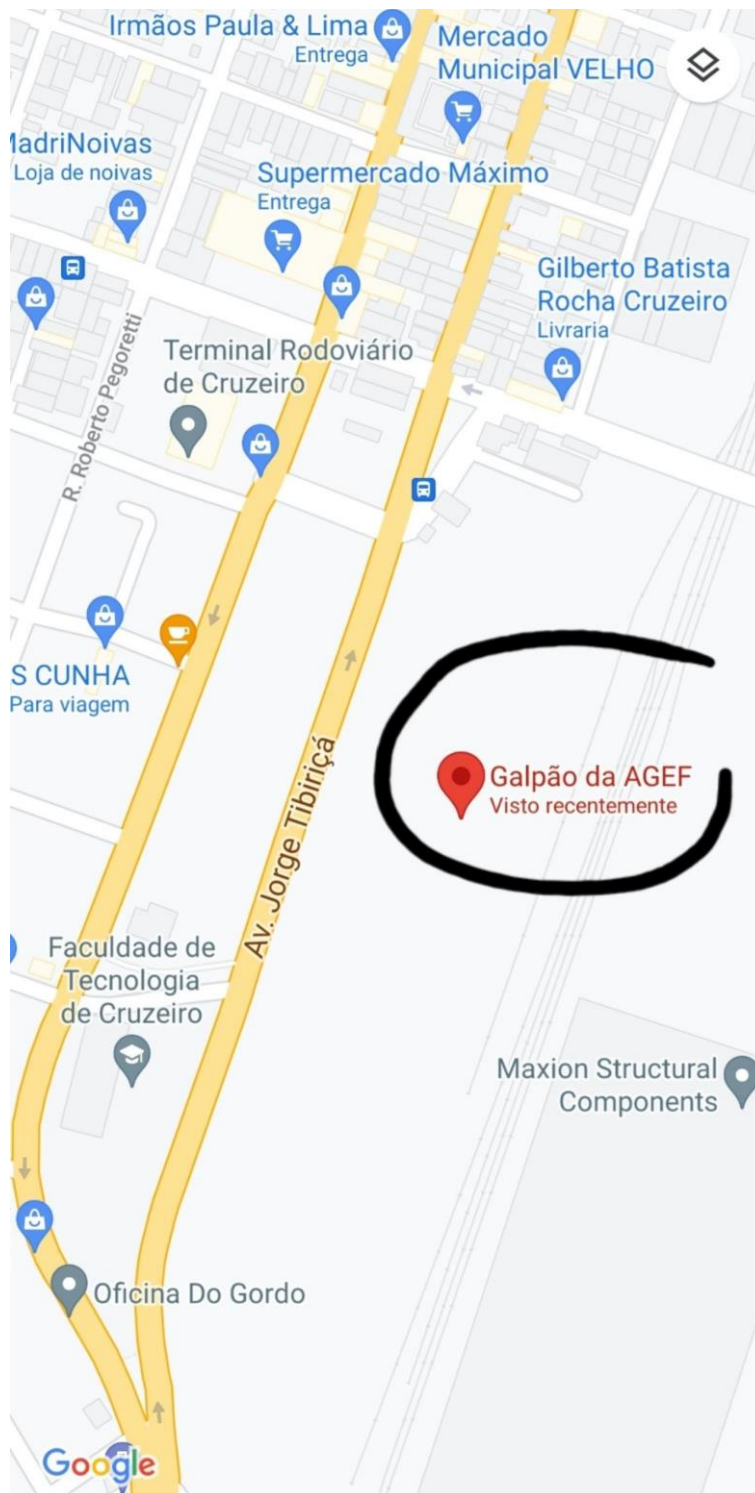 Irmãos Paula & Lima
Entrega
Mercado
Municipal VELHO
MadriNoivas
Loja de noivas
Supermercado Máximo
Entrega
Gilberto Batista
Rocha Cruzeiro
Livraria
R. Roberto Pegoretti
Terminal Rodoviário
de Cruzeiro
S CUNHA
Para viagem
Av. Jorge Tibiriçá
Galpão da AGEF
Visto recentemente
Faculdade de
Tecnologia
de Cruzeiro
Maxion Structural
Components
Oficina Do Gordo
Google